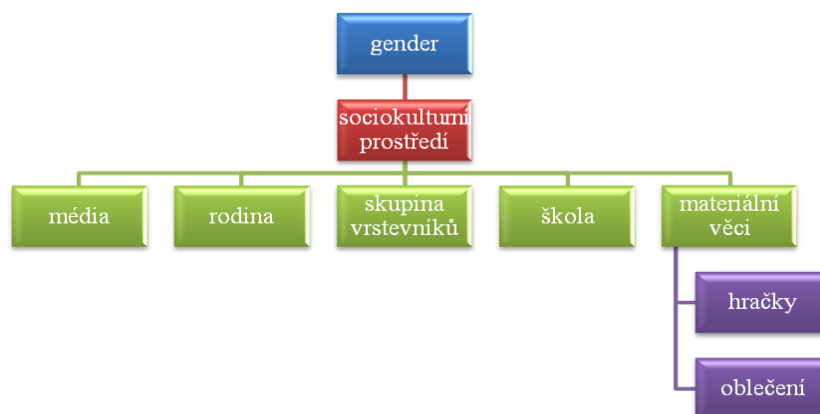 gender
sociokulturní
prostředí
média
rodina
skupina
vrstevníků
škola
materiální
věci
hračky
oblečení